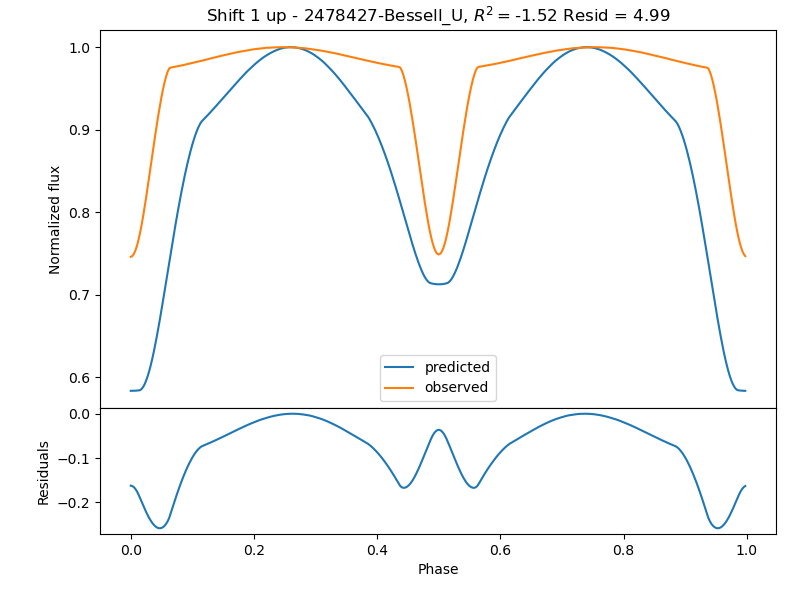 Shift 1 up - 2478427-Bessell_U, R² = -1.52 Resid = 4.99
1.0
0.9
0.8
0.7
0.6
Normalized flux
predicted
observed
0.0
−0.1
−0.2
Residuals
0.0 0.2 0.4 0.6 0.8 1.0
Phase